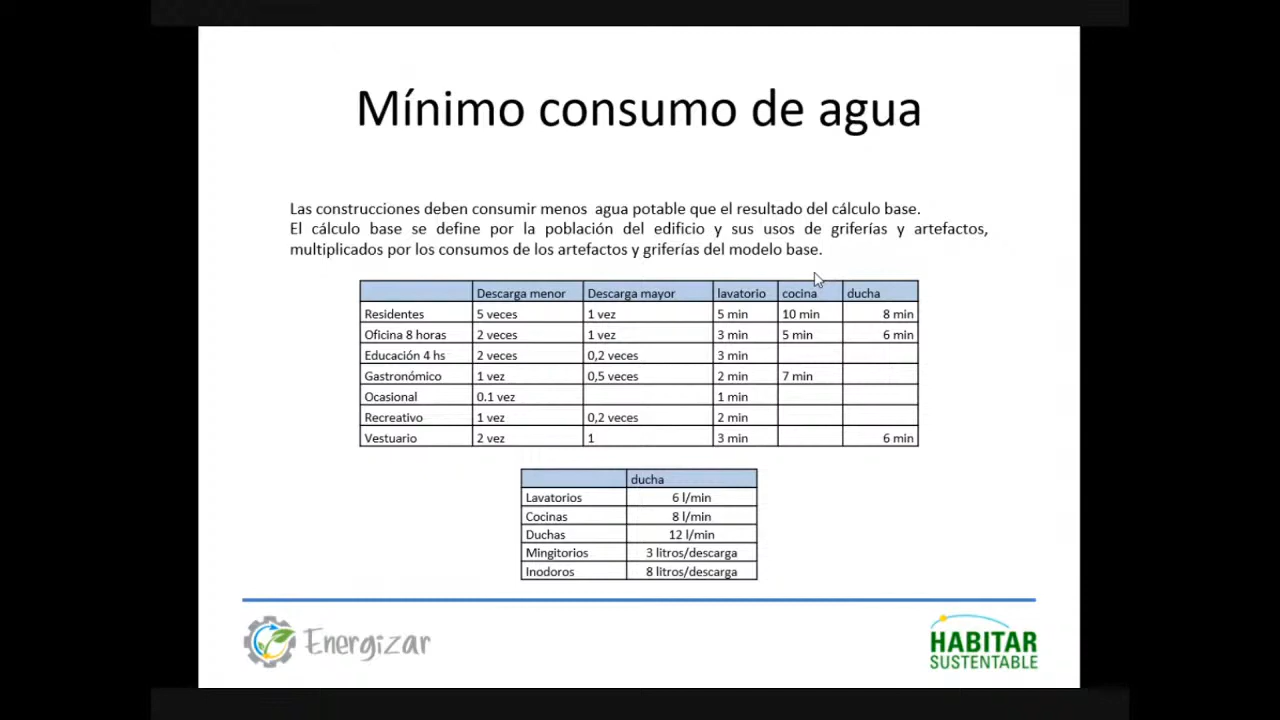 Mínimo consumo de agua
Las construcciones deben consumir menos agua potable que el resultado del cálculo base.
El cálculo base se define por la población del edificio y sus usos de griferías y artefactos,
multiplicados por los consumos de los artefactos y griferías del modelo base.
Descarga menor Descarga mayor lavatorio cocina ducha
Residentes 5 veces 1 vez 5 min 10 min 8 min
Oficina 8 horas 2 veces 1 vez 3 min 5 min 6 min
Educación 4 hs 2 veces 0,2 veces 3 min
Gastronómico 1 vez 0,5 veces 2 min 7 min
Ocasional 0.1 vez 1 min
Recreativo 1 vez 0,2 veces 2 min
Vestuario 2 vez 1 3 min 6 min
ducha
Lavatorios 6 l/min
Cocinas 8 l/min
Duchas 12 l/min
Mingitorios 3 litros/descarga
Inodoros 8 litros/descarga
Energizar
HABITAR
SUSTENTABLE